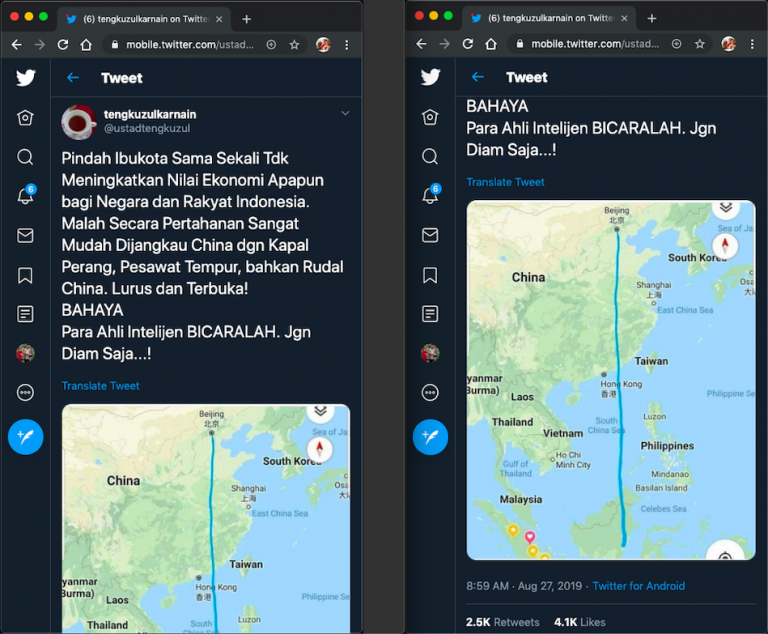 (6) tengkuzulkarnain on Twitte
mobile.twitter.com/ustad...
Tweet
6
tengkuzulkarnain
@ustadtengkuzul
Pindah Ibukota Sama Sekali Tdk
Meningkatkan Nilai Ekonomi Apapun
bagi Negara dan Rakyat Indonesia.
Malah Secara Pertahanan Sangat
Mudah Dijangkau China dgn Kapal
Perang, Pesawat Tempur, bahkan Rudal
China. Lurus dan Terbuka!
BAHAYA
Para Ahli Intelijen BICARALAH. Jgn
Diam Saja...!
Translate Tweet
Beijing
北京
Sea of Ja
South Korea
China
Osa
Shanghai
上海
East China Sea
Taiwan
Hong Kong
香港
yanmar
Burma)
Laos
Philippine Se
Thailand
South
Luzon
(6) tengkuzulkarnain on Twitte
mobile.twitter.com/ustad...
Tweet
6
BAHAYA
Para Ahli Intelijen BICARALAH. Jgn
Diam Saja...!
Translate Tweet
Beijing
北京
Sea of Ja
South Korea
China
Osa
Shanghai
上海
East China Sea
Taiwan
Hong Kong
香港
yanmar
Burma)
Laos
Philippine Se
Thailand
South
China Sea
Luzon
Vietnam
Philippines
Ho Chi
Minh City
Gulf of
Thailand
Mindanao
Basilan Island
Malaysia
Celebes Sea
8:59 AM · Aug 27, 2019 · Twitter for Android
2.5K Retweets 4.1K Likes